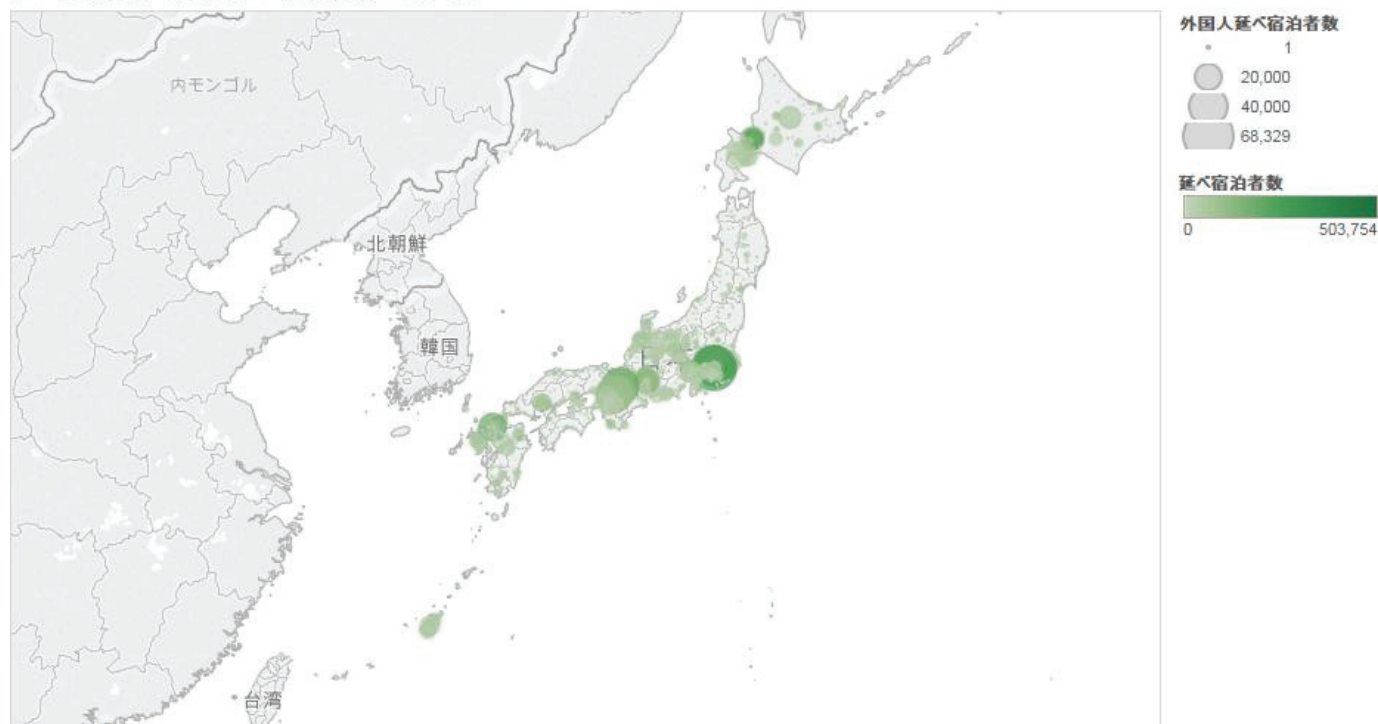 内モンゴル
北朝鮮
韓国
台湾
外国人延べ宿泊者数
1
20,000
40,000
68,329
延べ宿泊者数
0
503,754